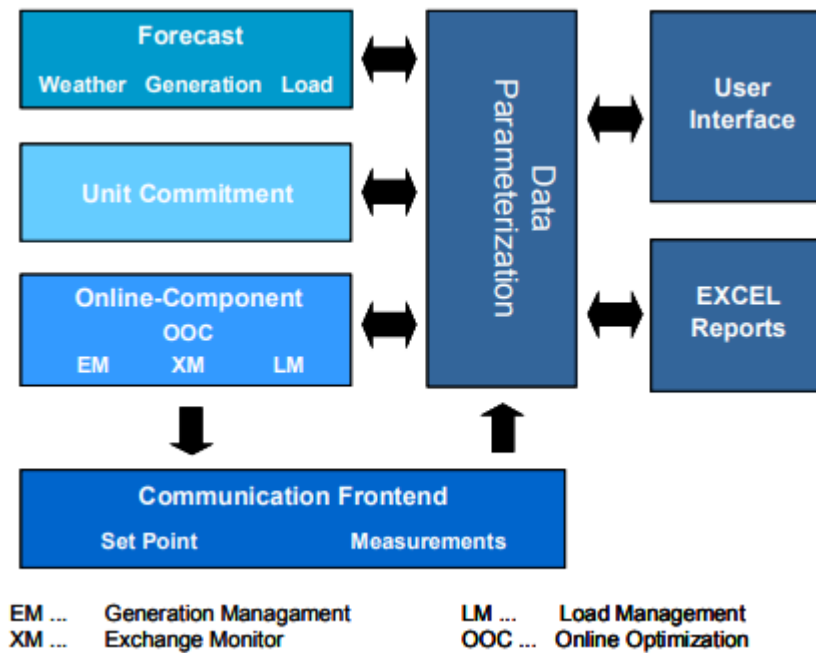 Forecast
Weather Generation Load
Unit Commitment
Online-Component
OOC
EM XM LM
Data
Parameterization
User
Interface
EXCEL
Reports
Communication Frontend
Set Point Measurements
EM ... Generation Managament LM ... Load Management
XM ... Exchange Monitor OOC ... Online Optimization